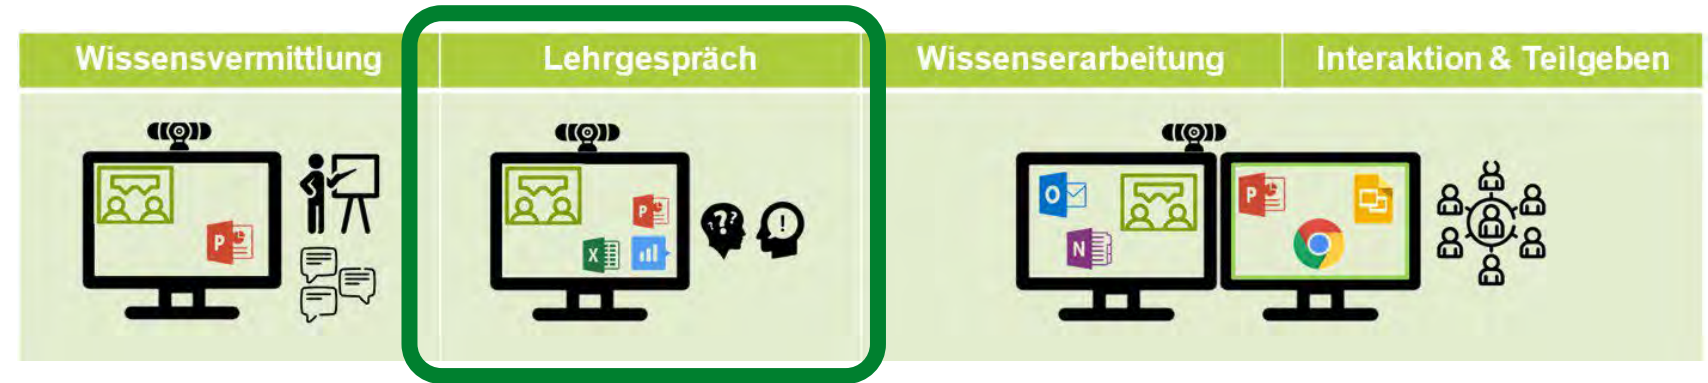 Wissensvermittlung
Lehrgespräch
Wissenserarbeitung
Interaktion & Teilgeben
P
P
X
O
N
P
???
!